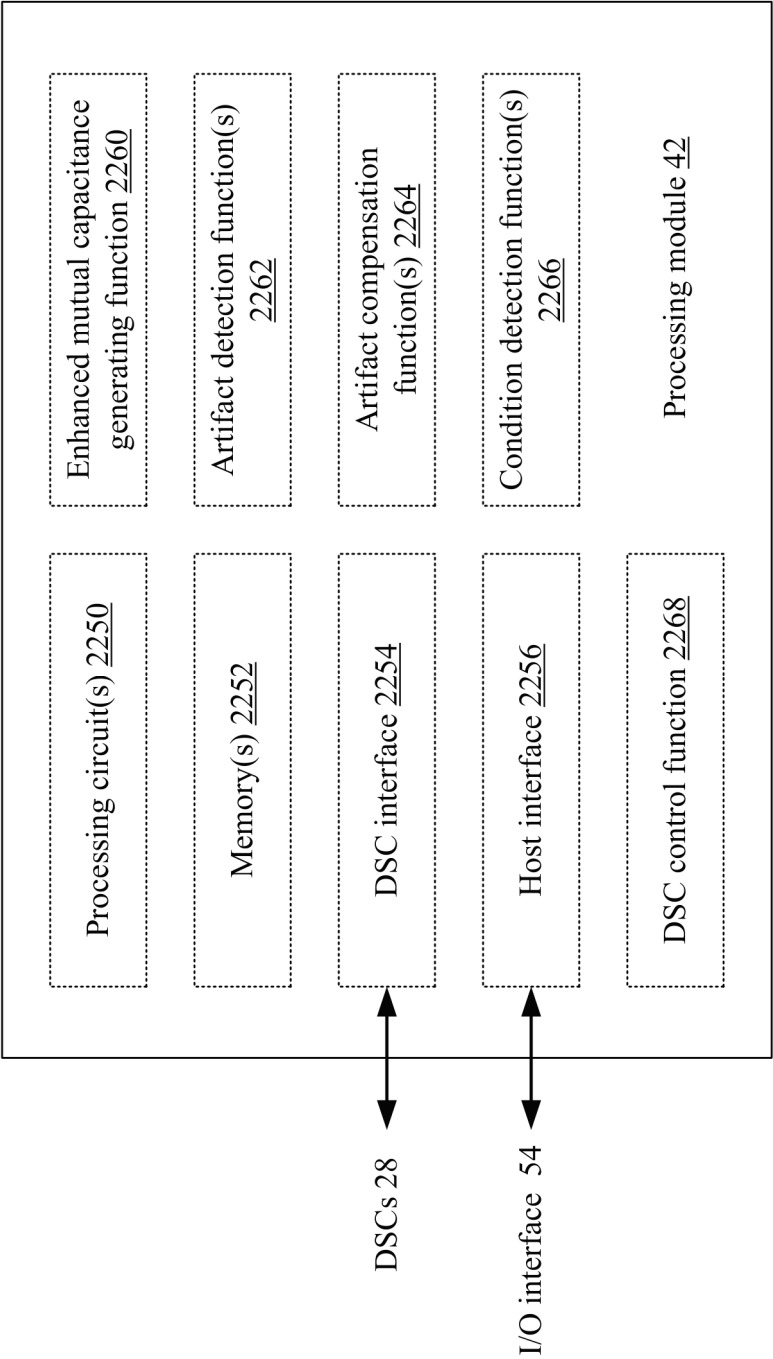 Processing circuit(s) 2250
Memory(s) 2252
DSC interface 2254
Host interface 2256
DSC control function 2268
Enhanced mutual capacitance
generating function 2260
Artifact detection function(s)
2262
Artifact compensation
function(s) 2264
Condition detection function(s)
2266
Processing module 42
DSCs 28
I/O interface 54